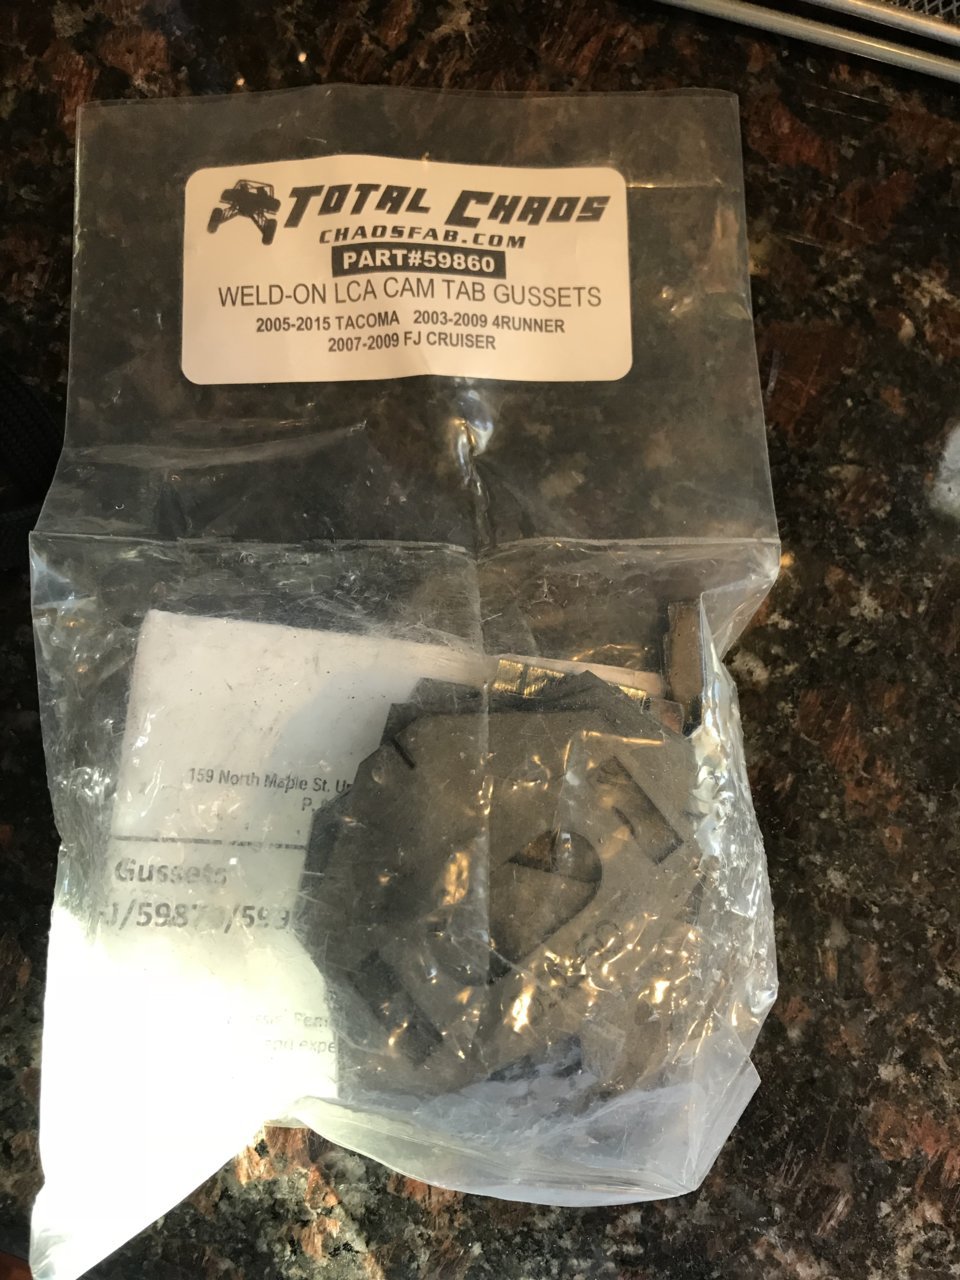 TOTAL CHAOS
CHAOSFAB.COM
PART#59860
WELD-ON LCA CAM TAB GUSSETS
2005-2015 TACOMA 2003-2009 4RUNNER
2007-2009 FJ CRUISER
159 North Maple St.
P.
Gussets